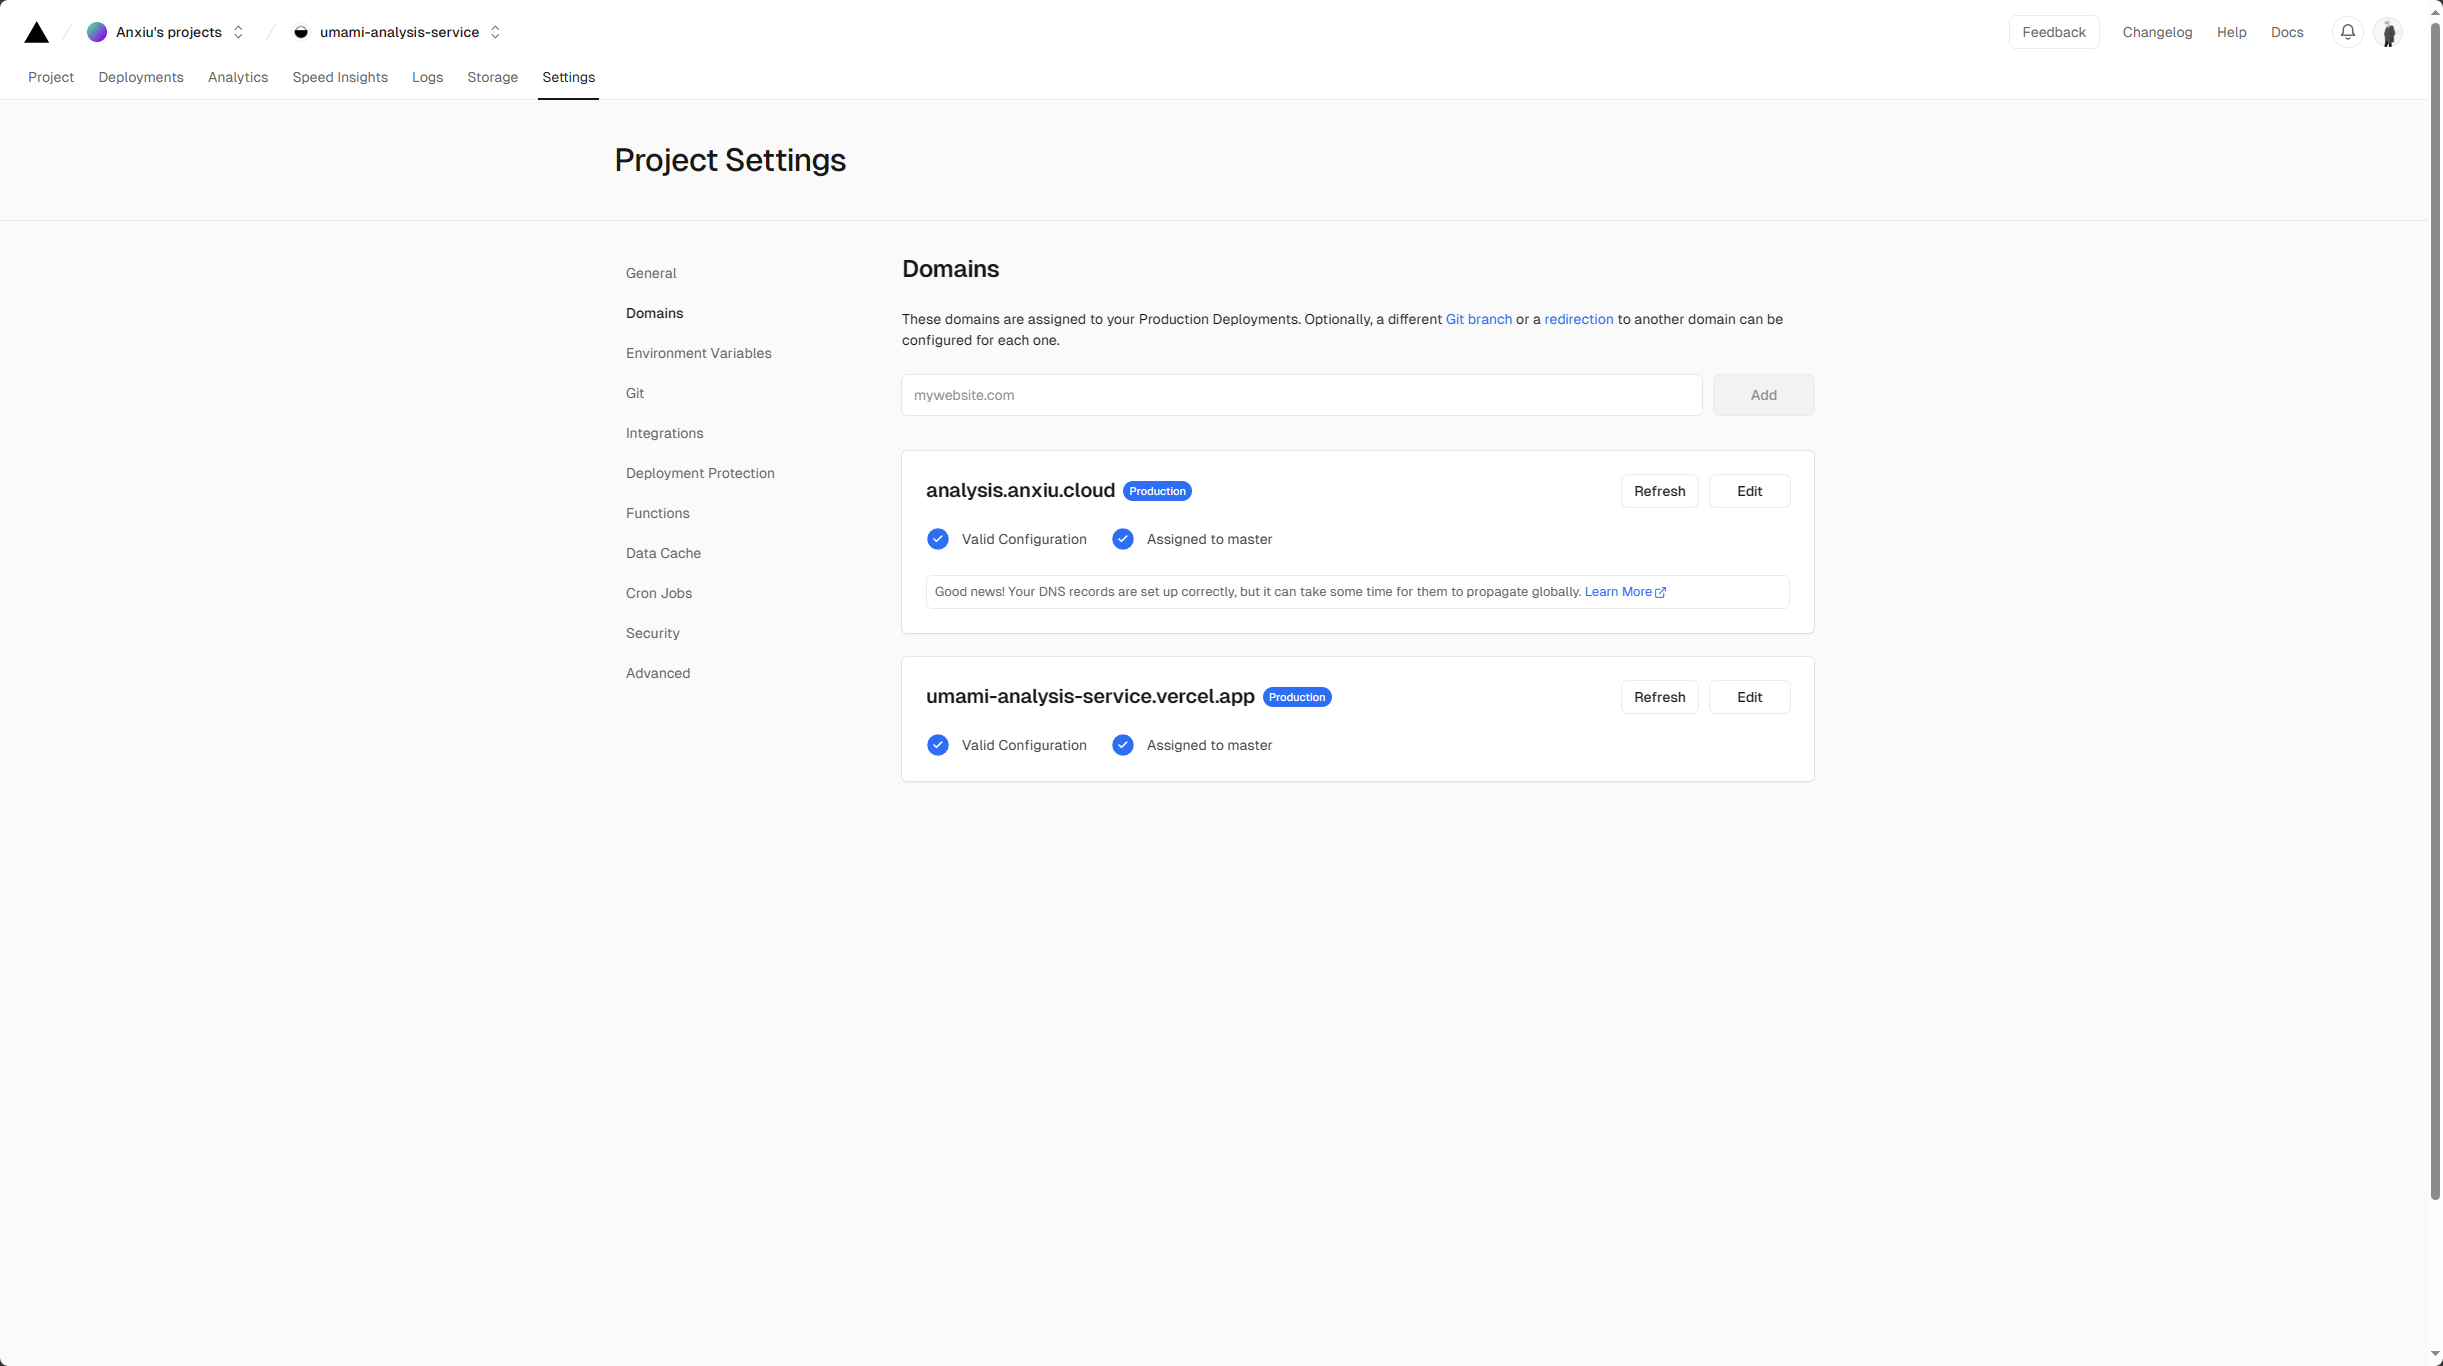 Anxiu's projects
umami-analysis-service
Feedback
Changelog
Help
Docs
Project
Deployments
Analytics
Speed Insights
Logs
Storage
Settings
Project Settings
General
Domains
Environment Variables
Git
Integrations
Deployment Protection
Functions
Data Cache
Cron Jobs
Security
Advanced
Domains
These domains are assigned to your Production Deployments. Optionally, a different Git branch or a redirection to another domain can be
configured for each one.
mywebsite.com
Add
analysis.anxiu.cloud
Production
Refresh
Edit
Valid Configuration
Assigned to master
Good news! Your DNS records are set up correctly, but it can take some time for them to propagate globally. Learn More
umami-analysis-service.vercel.app
Production
Refresh
Edit
Valid Configuration
Assigned to master